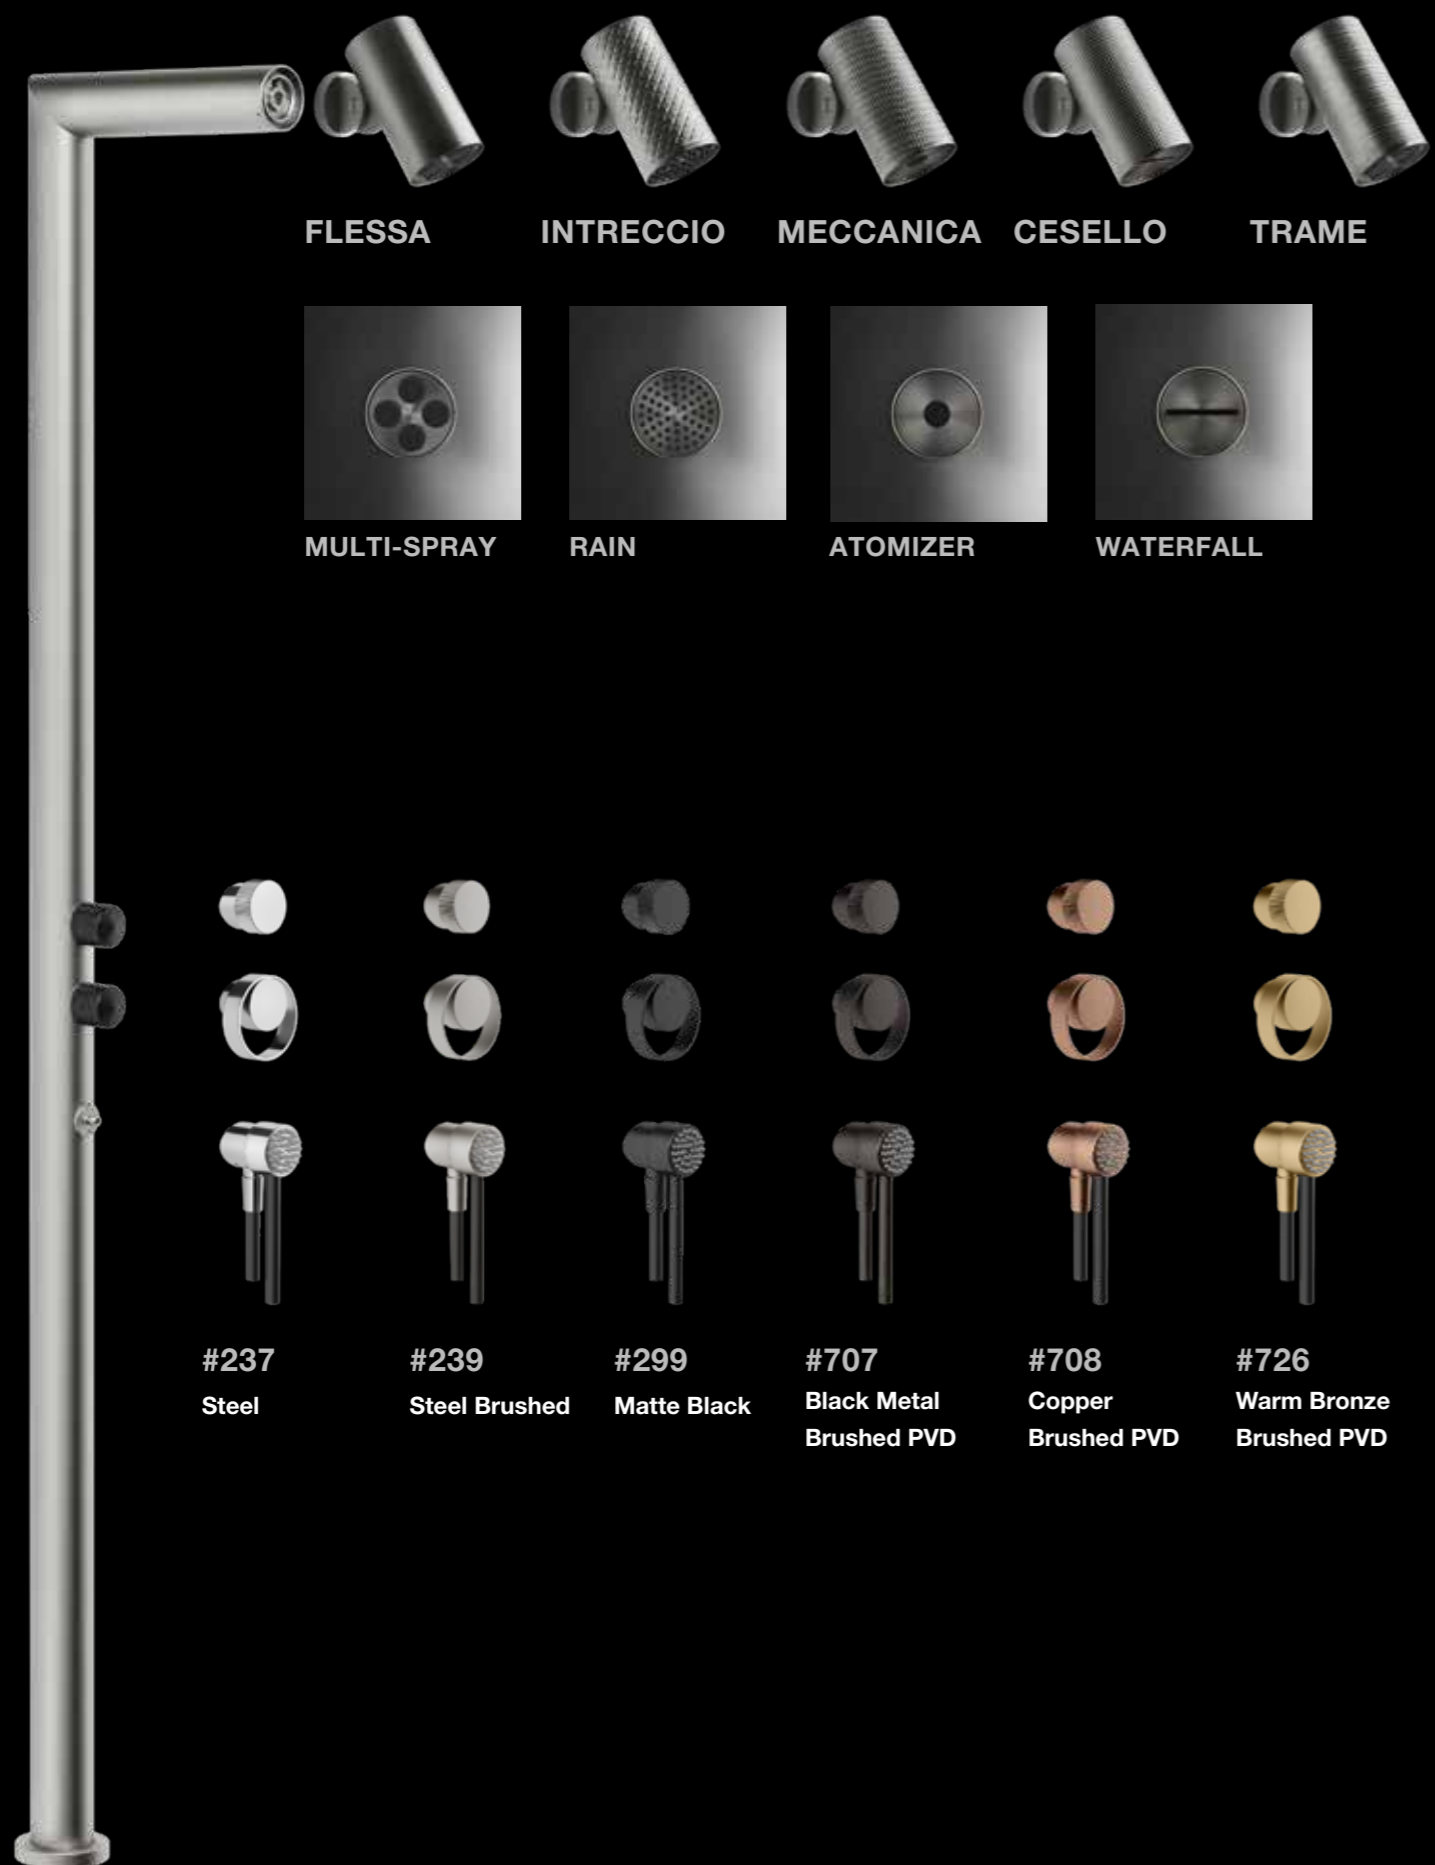 FLESSA
INTRECCIO
MECCANICA
CESELLO
TRAME
MULTI-SPRAY
RAIN
ATOMIZER
WATERFALL
#237
Steel
#239
Steel Brushed
#299
Matte Black
#707
Black Metal
Brushed PVD
#708
Copper
Brushed PVD
#726
Warm Bronze
Brushed PVD